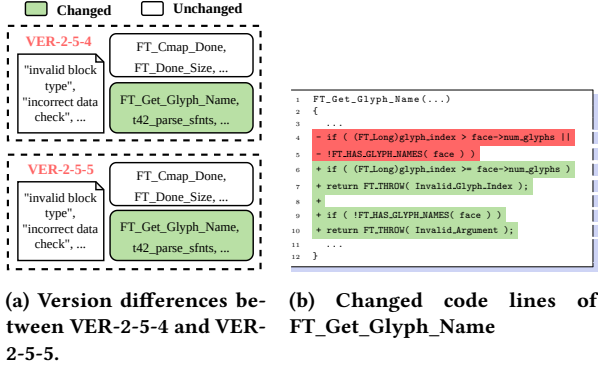 Changed Unchanged
VER-2-5-4
"invalid block
type",
"incorrect data
check", ...
FT_Cmap_Done,
FT_Done_Size, ...
FT_Get_Glyph_Name,
t42_parse_sfnts, ...
VER-2-5-5
"invalid block
type",
"incorrect data
check", ...
FT_Cmap_Done,
FT_Done_Size, ...
FT_Get_Glyph_Name,
t42_parse_sfnts, ...
(a) Version differences be-
tween VER-2-5-4 and VER-
2-5-5.
1 FT_Get_Glyph_Name(...)
2 {
3 ...
4 - if ( (FT_Long)glyph_index > face->num_glyphs ||
5 - !FT_HAS_GLYPH_NAMES( face ) )
6 + if ( (FT_Long)glyph_index >= face->num_glyphs )
7 + return FT_THROW( Invalid_Glyph_Index );
8 +
9 + if ( !FT_HAS_GLYPH_NAMES( face ) )
10 + return FT_THROW( Invalid_Argument );
11 ...
12 }
(b) Changed code lines of
FT_Get_Glyph_Name